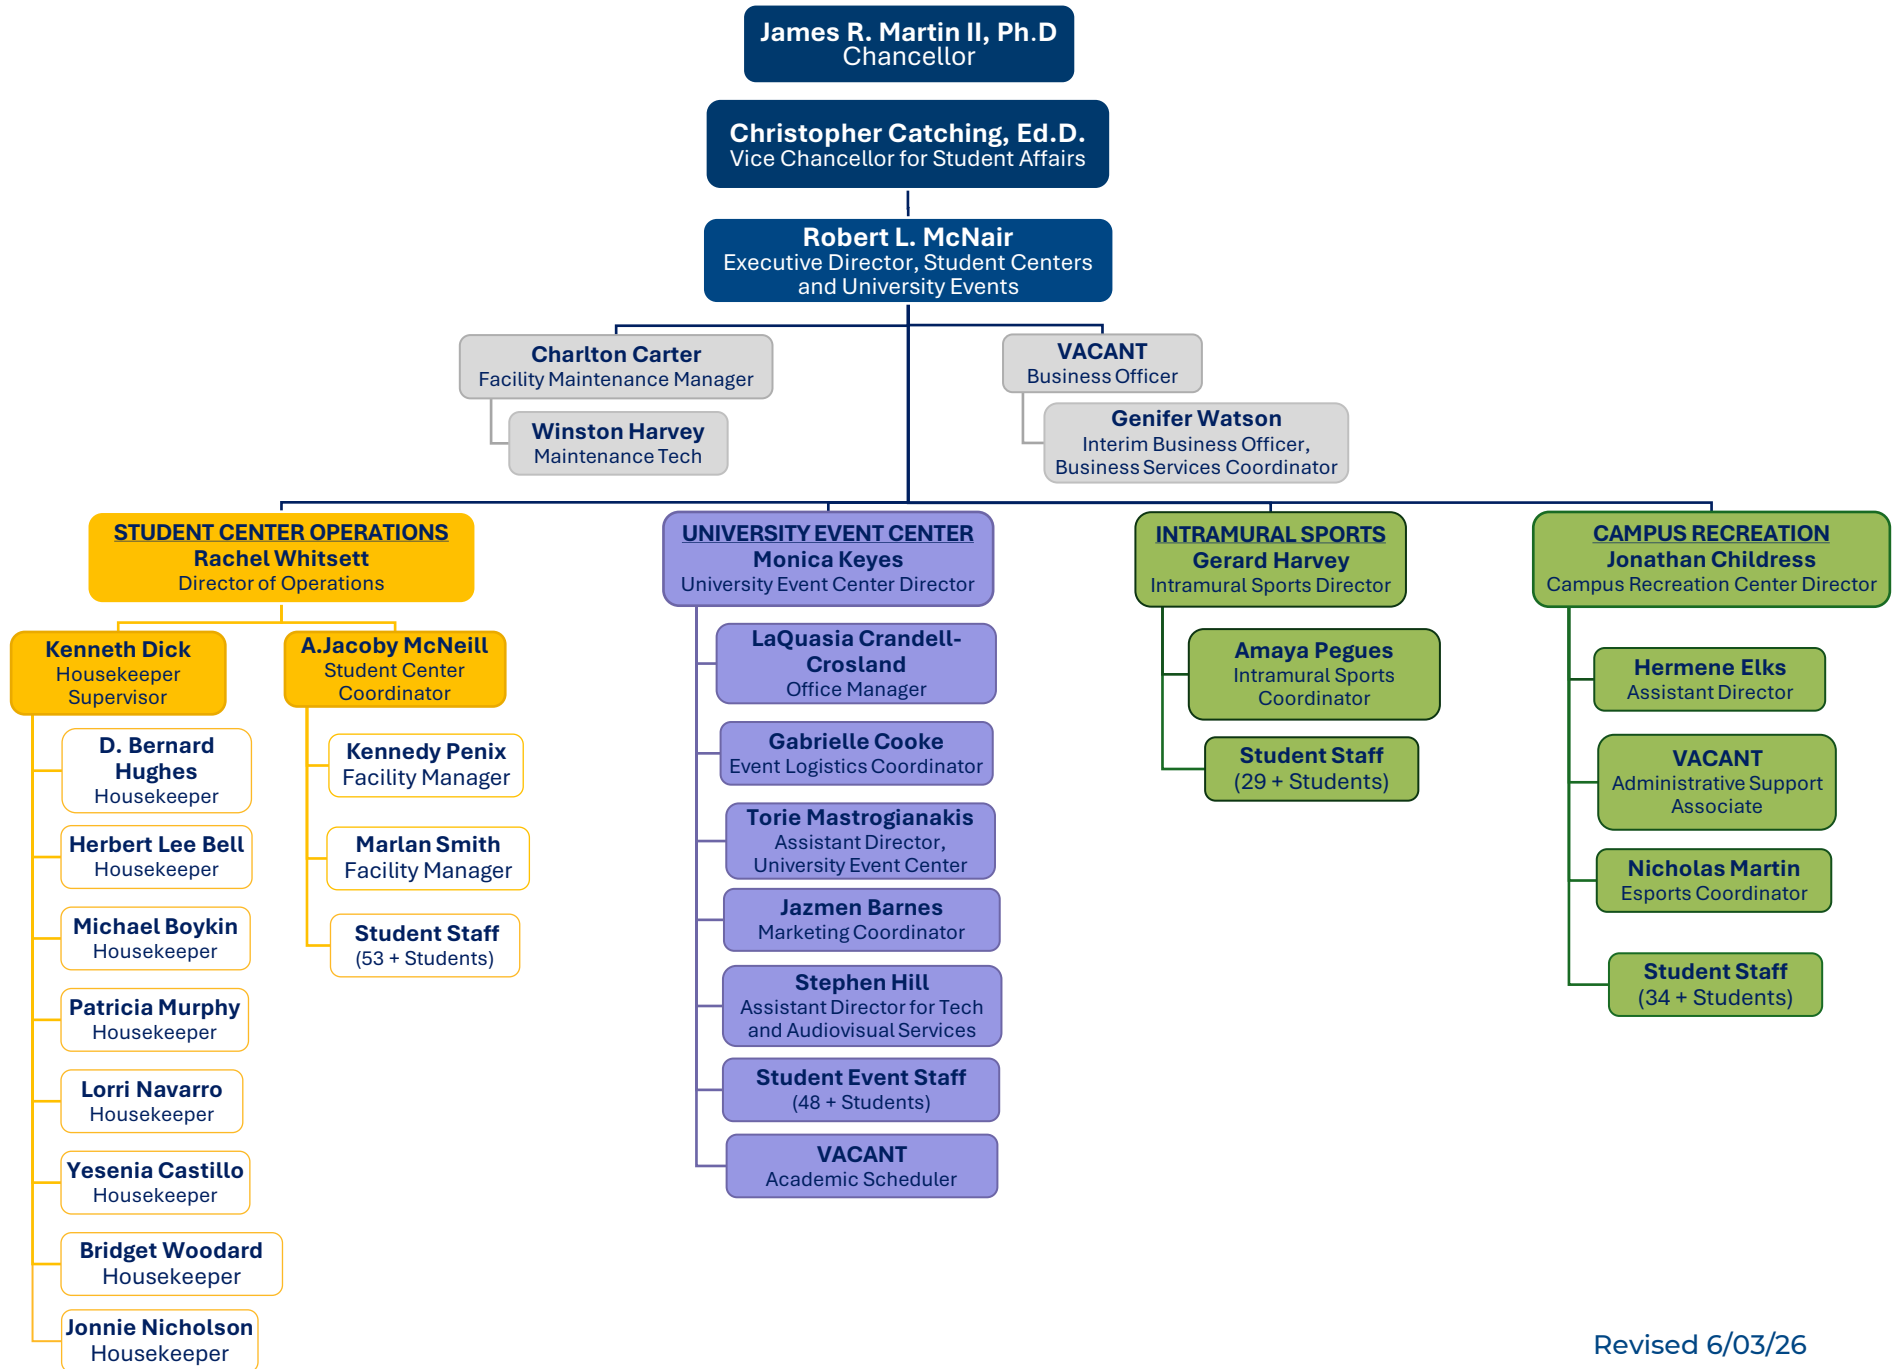 James R. Martin II, Ph.D
Chancellor
Christopher Catching, Ed.D.
Vice Chancellor for Student Affairs
Robert L. McNair
Executive Director, Student Centers
and University Events
Charlton Carter
Facility Maintenance Manager
Winston Harvey
Maintenance Tech
VACANT
Business Officer
Genifer Watson
Interim Business Officer,
Business Services Coordinator
STUDENT CENTER OPERATIONS
Rachel Whitsett
Director of Operations
Kenneth Dick
Housekeeper
Supervisor
D. Bernard
Hughes
Housekeeper
Herbert Lee Bell
Housekeeper
Michael Boykin
Housekeeper
Patricia Murphy
Housekeeper
Lorri Navarro
Housekeeper
Yesenia Castillo
Housekeeper
Bridget Woodard
Housekeeper
Jonnie Nicholson
Housekeeper
A.Jacoby McNeill
Student Center
Coordinator
Kennedy Penix
Facility Manager
Marlan Smith
Facility Manager
Student Staff
(53 + Students)
UNIVERSITY EVENT CENTER
Monica Keyes
University Event Center Director
LaQuasia Crandell-
Crosland
Office Manager
Gabrielle Cooke
Event Logistics Coordinator
Torie Mastrogianakis
Assistant Director,
University Event Center
Jazmen Barnes
Marketing Coordinator
Stephen Hill
Assistant Director for Tech
and Audiovisual Services
Student Event Staff
(48 + Students)
VACANT
Academic Scheduler
INTRAMURAL SPORTS
Gerard Harvey
Intramural Sports Director
Amaya Pegues
Intramural Sports
Coordinator
Student Staff
(29 + Students)
CAMPUS RECREATION
Jonathan Childress
Campus Recreation Center Director
Hermene Elks
Assistant Director
VACANT
Administrative Support
Associate
Nicholas Martin
Esports Coordinator
Student Staff
(34 + Students)
Revised 6/03/26